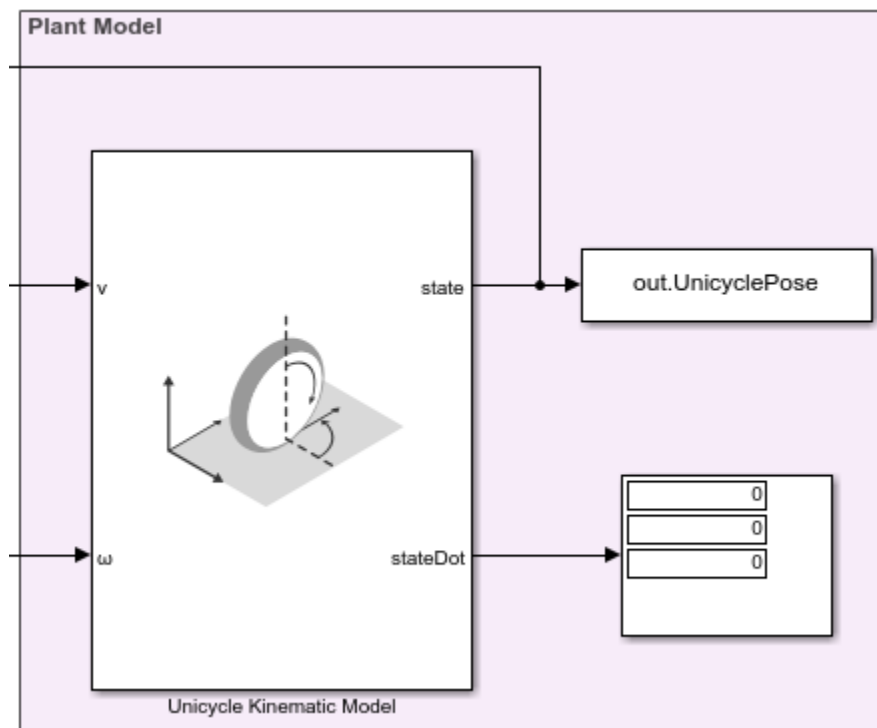 Plant Model
v
state
out.UnicyclePose
0
0
0
ω
stateDot
Unicycle Kinematic Model